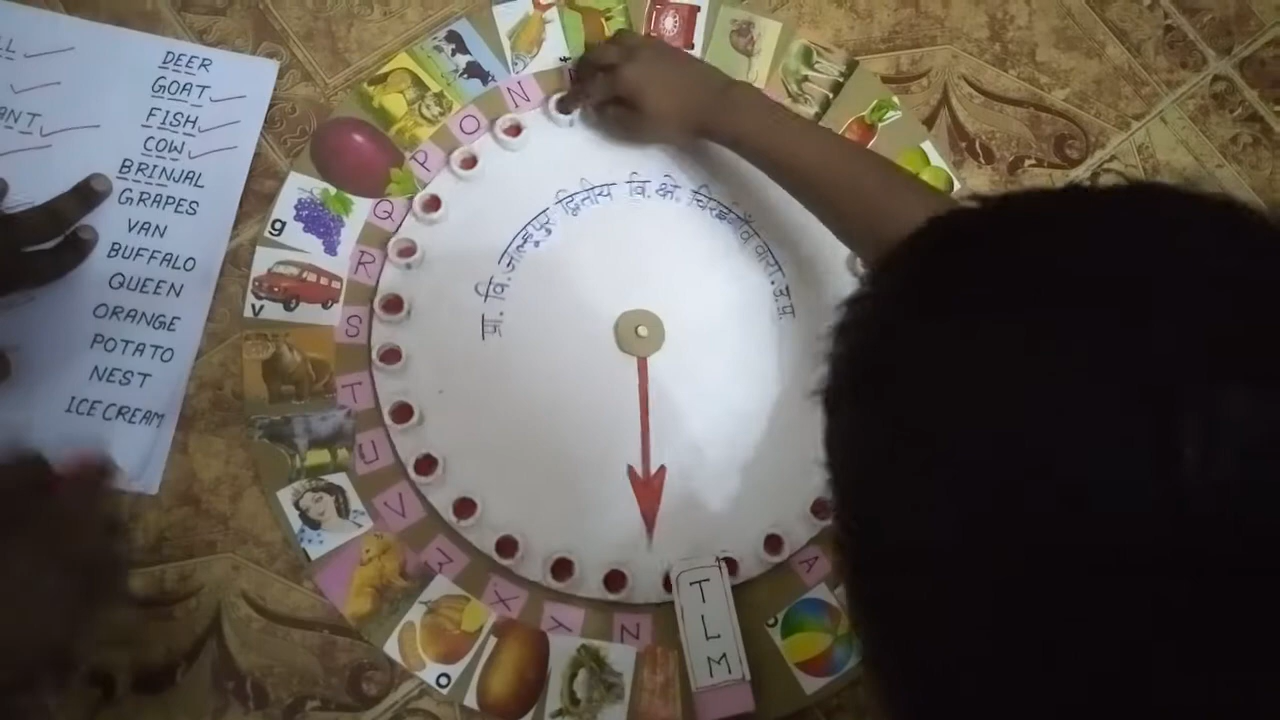 DEER
GOAT
FISH
COW
BRINJAL
GRAPES
VAN
BUFFALO
QUEEN
ORANGE
POTATO
NEST
ICE CREAM
प्रा. वि. जाल्हूपुर द्वितीय वि. क्षे. चिरईगाँव वारा. उ. प्र.
N
O
P
Q
R
S
T
U
V
W
X
Y
Z
A
g
v
o
TLM